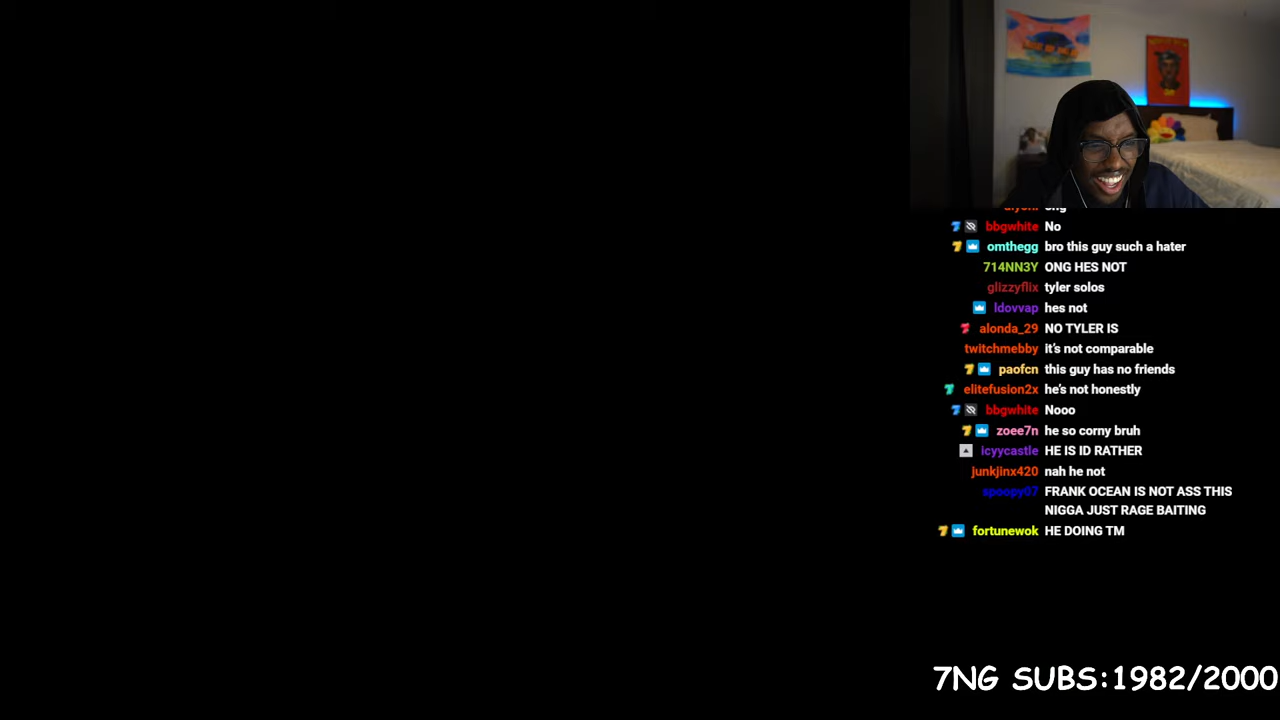 bbgwhite No
omthegg bro this guy such a hater
714NN3Y ONG HES NOT
glizzyflix tyler solos
ldovvap hes not
alonda_29 NO TYLER IS
twitchmebby it's not comparable
paofcn this guy has no friends
elitefusion2x he's not honestly
bbgwhite Nooo
zoee7n he so corny bruh
icyycastle HE IS ID RATHER
junkjinx420 nah he not
spoopy07 FRANK OCEAN IS NOT ASS THIS
NIGGA JUST RAGE BAITING
fortunewok HE DOING TM
7NG SUBS:1982/2000